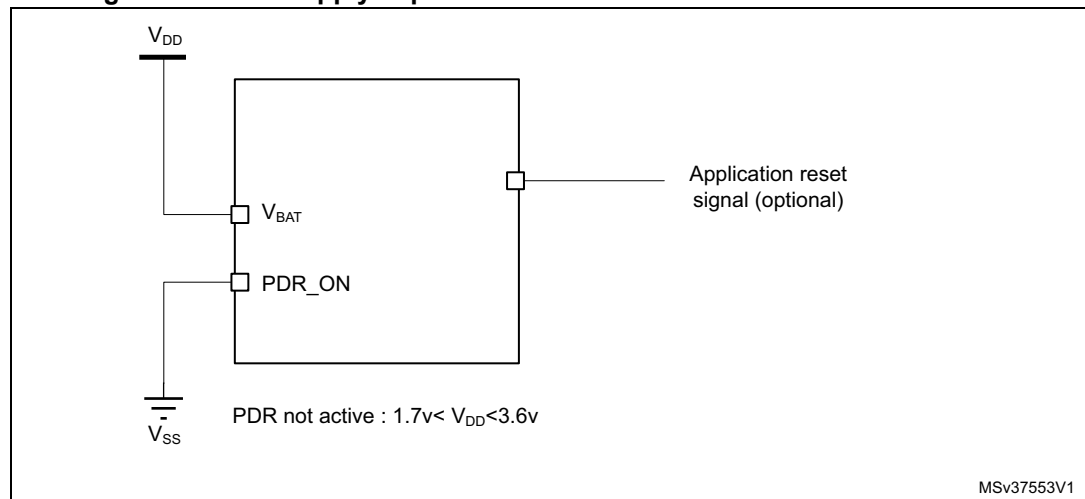 V_DD
Application reset
signal (optional)
V_BAT
PDR_ON
PDR not active : 1.7v< V_DD<3.6v
V_SS
MSv37553V1